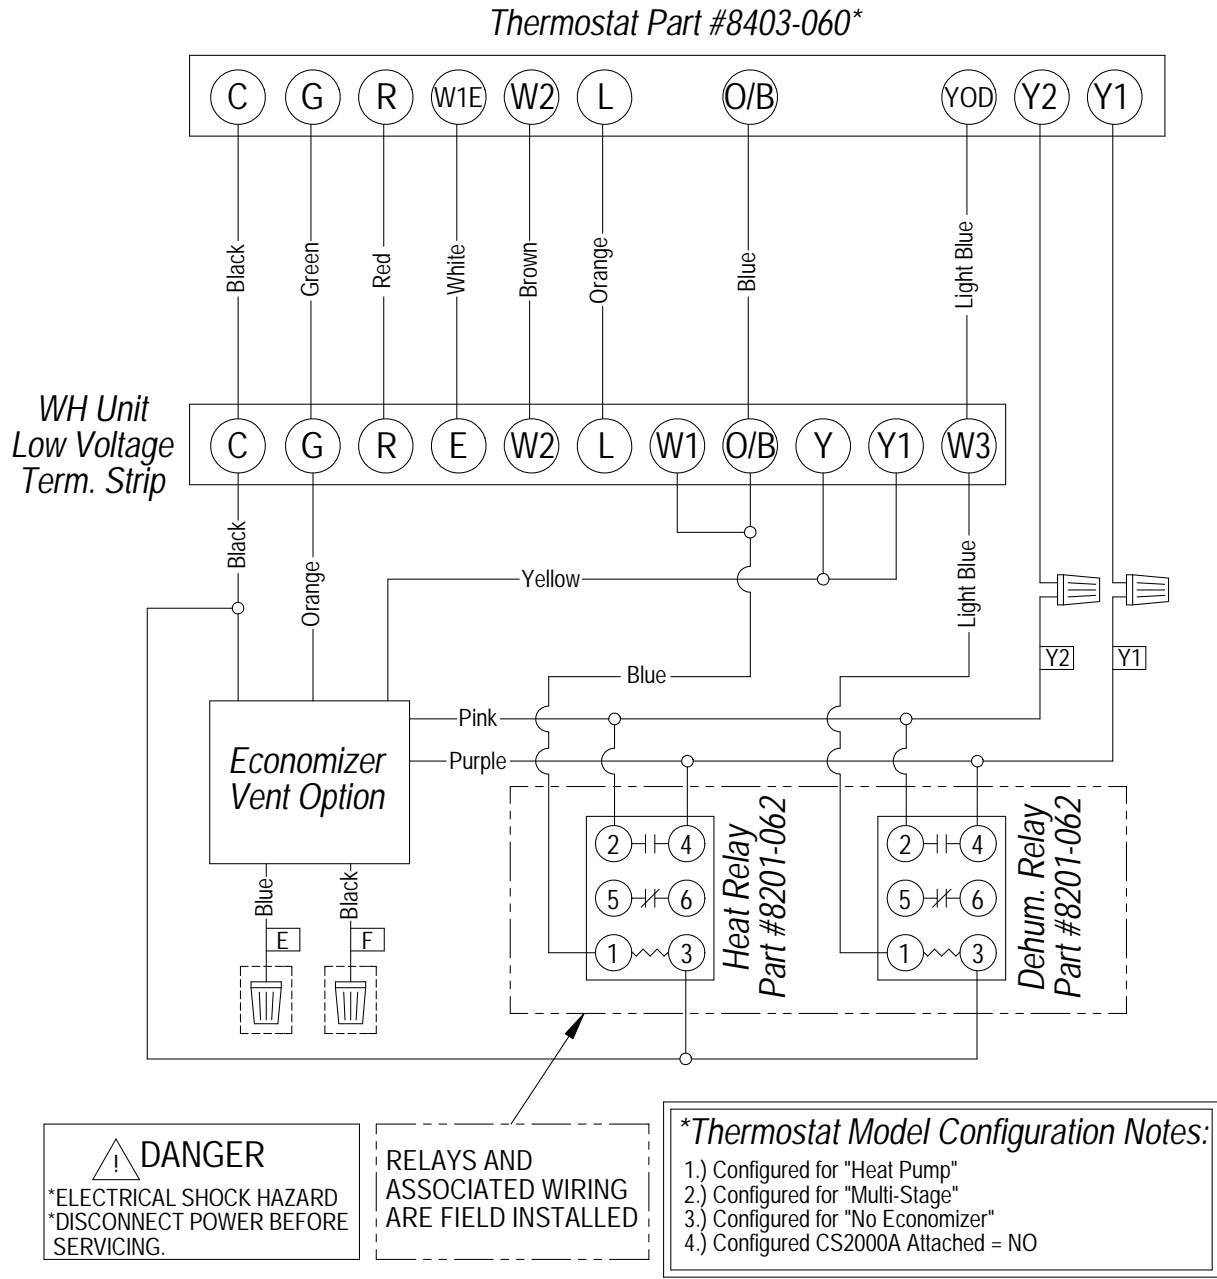 Thermostat Part #8403-060*
C G R W1E W2 L O/B YOD Y2 Y1
Black
Green
Red
White
Brown
Orange
Blue
Light Blue
WH Unit
Low Voltage
Term. Strip
C G R E W2 L W1 O/B Y Y1 W3
Black
Orange
Yellow
Light Blue
Y2
Y1
Blue
Pink
Purple
Economizer
Vent Option
Blue
Black
E
F
2 4
5 6
1 3
Heat Relay
Part #8201-062
2 4
5 6
1 3
Dehum. Relay
Part #8201-062
! DANGER
*ELECTRICAL SHOCK HAZARD
*DISCONNECT POWER BEFORE
SERVICING.
RELAYS AND
ASSOCIATED WIRING
ARE FIELD INSTALLED
*Thermostat Model Configuration Notes:
1.) Configured for "Heat Pump"
2.) Configured for "Multi-Stage"
3.) Configured for "No Economizer"
4.) Configured CS2000A Attached = NO